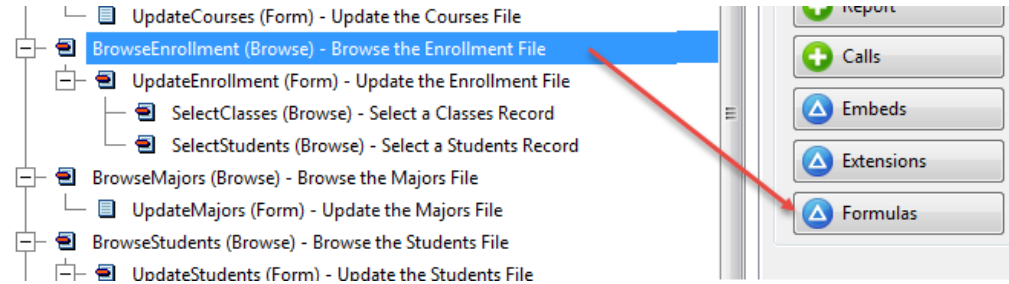 UpdateCourses (Form) - Update the Courses File
BrowseEnrollment (Browse) - Browse the Enrollment File
UpdateEnrollment (Form) - Update the Enrollment File
SelectClasses (Browse) - Select a Classes Record
SelectStudents (Browse) - Select a Students Record
BrowseMajors (Browse) - Browse the Majors File
UpdateMajors (Form) - Update the Majors File
BrowseStudents (Browse) - Browse the Students File
UpdateStudents (Form) - Update the Students File
Report
Calls
Embeds
Extensions
Formulas